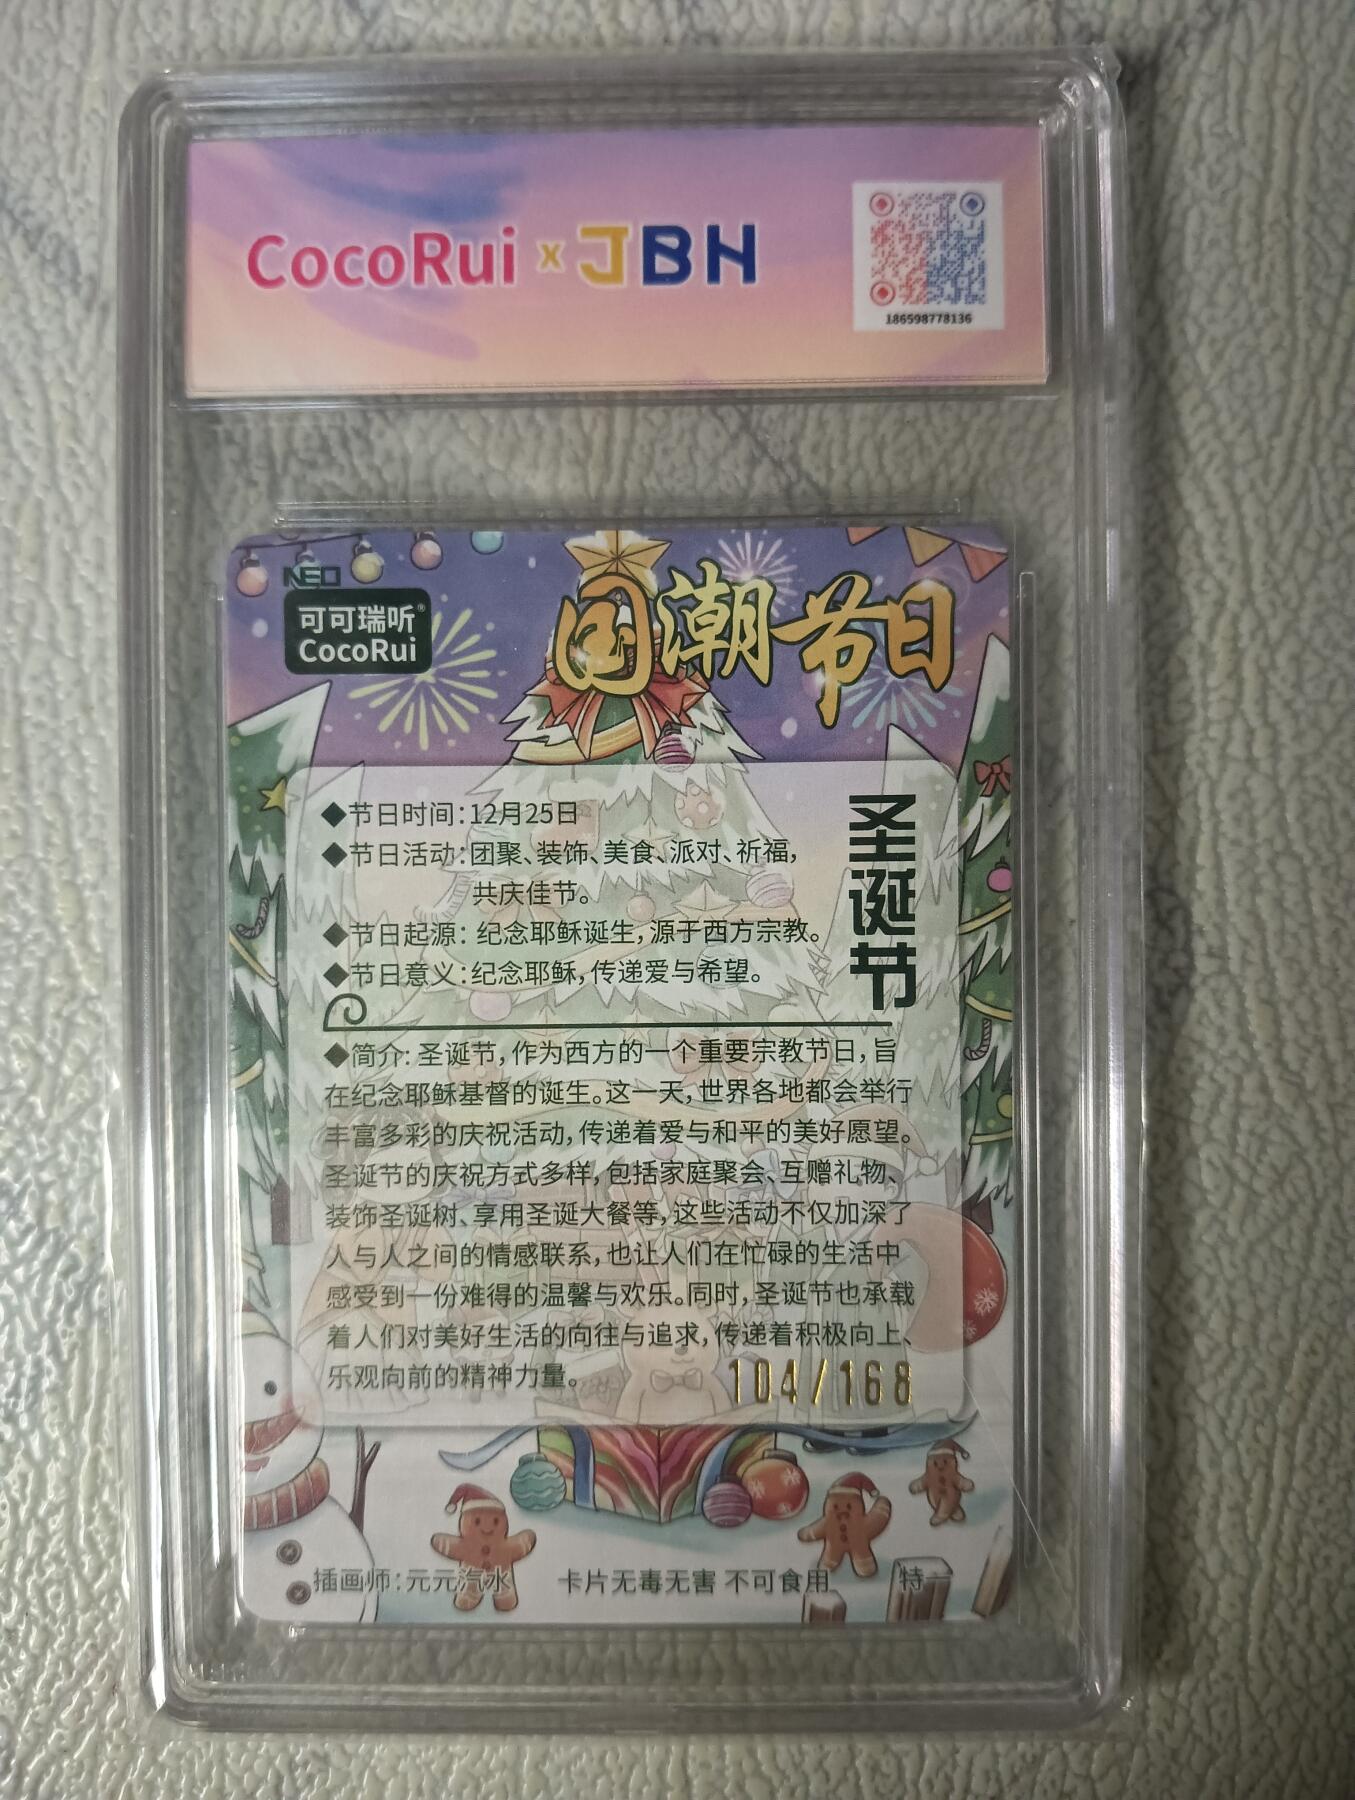 CocoRui x JBH
186598778136
NEO
可可瑞听®
CocoRui
国潮节日
圣诞节
◆节日时间：12月25日
◆节日活动：团聚、装饰、美食、派对、祈福，
共庆佳节。
◆节日起源：纪念耶稣诞生，源于西方宗教。
◆节日意义：纪念耶稣，传递爱与希望。
◆简介：圣诞节，作为西方的一个重要宗教节日，旨
在纪念耶稣基督的诞生。这一天，世界各地都会举行
丰富多彩的庆祝活动，传递着爱与和平的美好愿望。
圣诞节的庆祝方式多样，包括家庭聚会、互赠礼物、
装饰圣诞树、享用圣诞大餐等，这些活动不仅加深了
人与人之间的情感联系，也让人们在忙碌的生活中
感受到一份难得的温馨与欢乐。同时，圣诞节也承载
着人们对美好生活的向往与追求，传递着积极向上、
乐观向前的精神力量。
104/168
插画师：元元汽水 卡片无毒无害 不可食用 特一